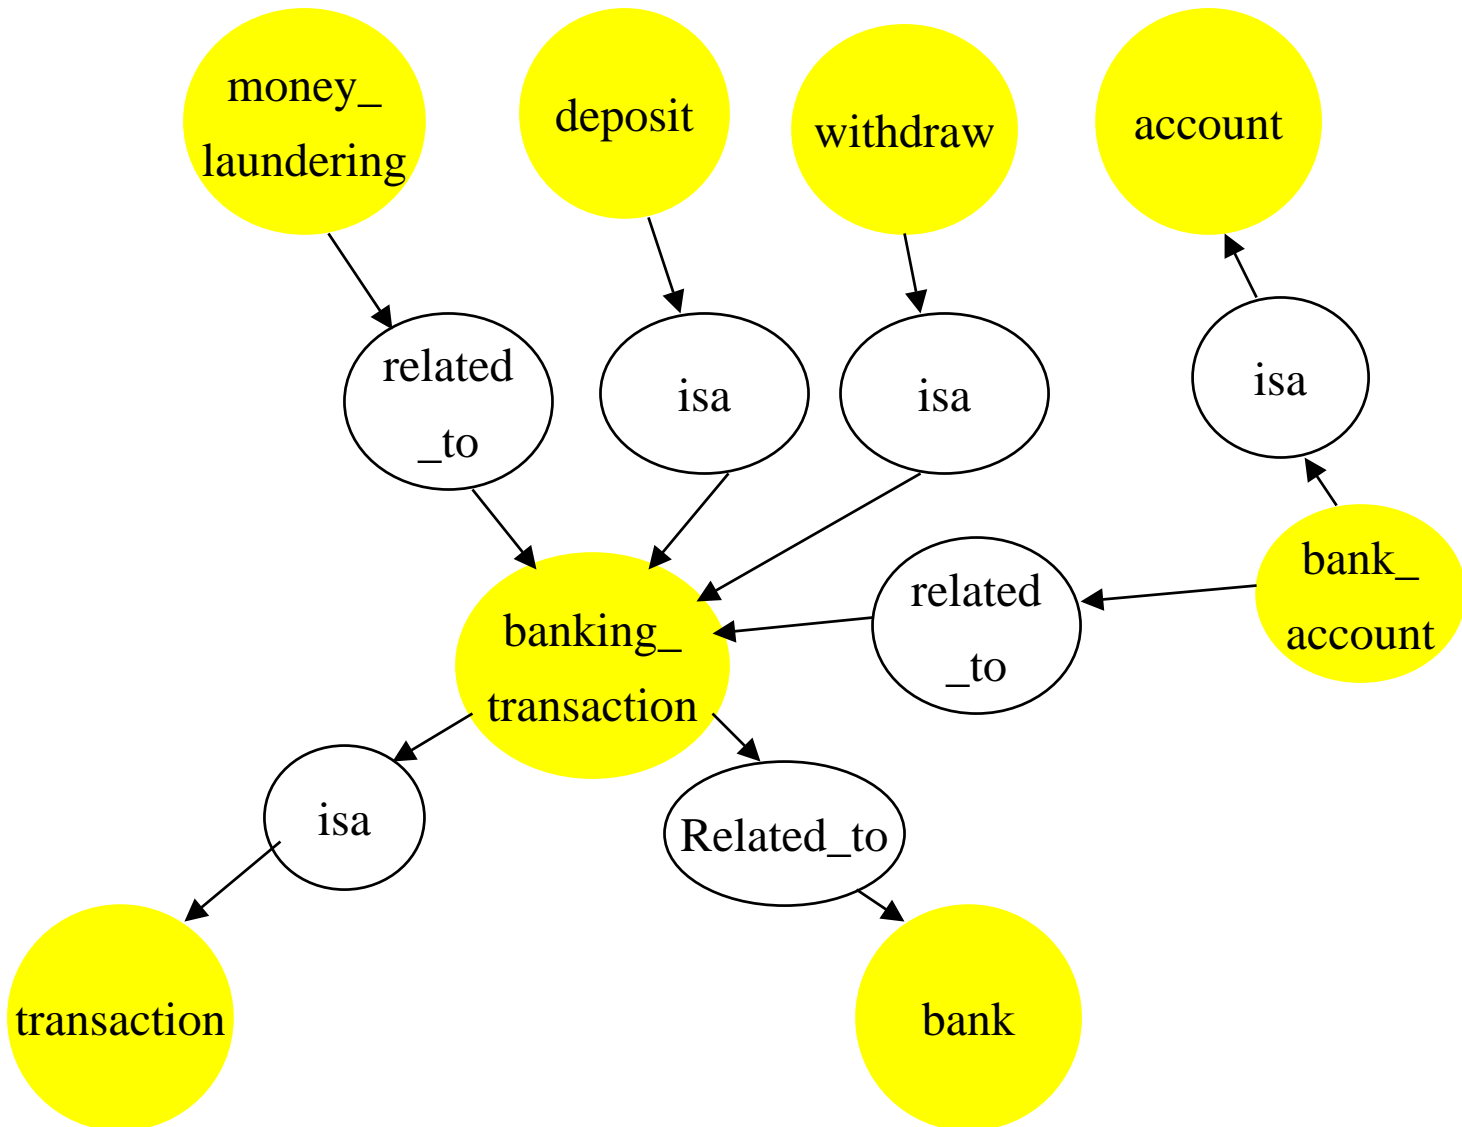 money_
laundering
deposit
withdraw
account
related
_to
isa
isa
isa
banking_
transaction
related
_to
bank_
account
isa
Related_to
transaction
bank